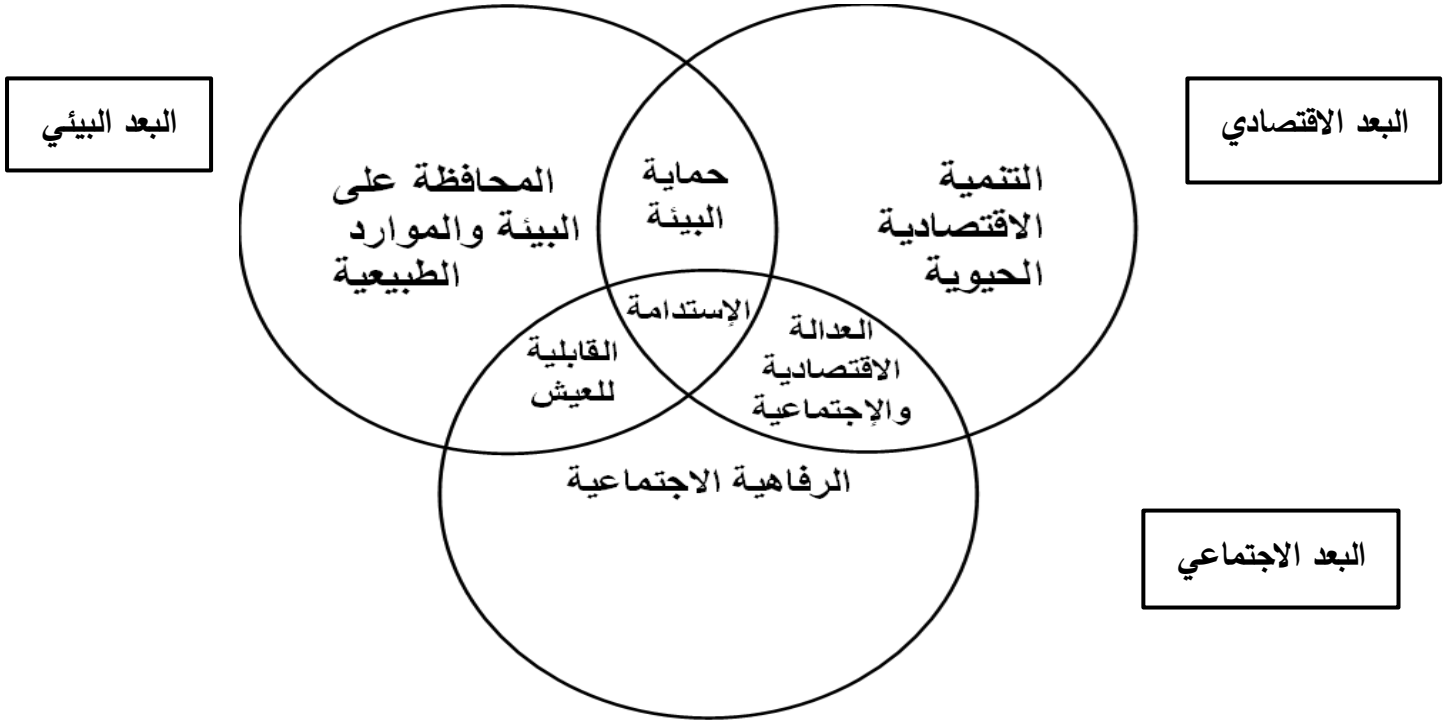 البعد الاقتصادي
البعد البيئي
التنمية
الاقتصادية
الحيوية
حماية
البيئة
المحافظة على
البيئة والموارد
الطبيعية
الإستدامة
العدالة
الاقتصادية
والإجتماعية
القابلية
للعيش
الرفاهية الاجتماعية
البعد الاجتماعي